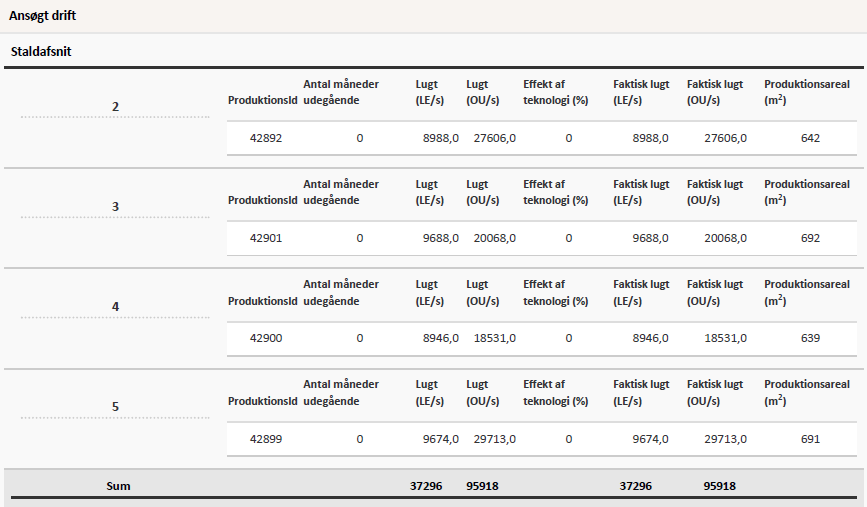 Ansøgt drift
Staldafsnit
2
ProduktionsId Antal måneder udegående Lugt (LE/s) Lugt (OU/s) Effekt af teknologi (%) Faktisk lugt (LE/s) Faktisk lugt (OU/s) Produktionsareal (m²)
42892 0 8988,0 27606,0 0 8988,0 27606,0 642
3
ProduktionsId Antal måneder udegående Lugt (LE/s) Lugt (OU/s) Effekt af teknologi (%) Faktisk lugt (LE/s) Faktisk lugt (OU/s) Produktionsareal (m²)
42901 0 9688,0 20068,0 0 9688,0 20068,0 692
4
ProduktionsId Antal måneder udegående Lugt (LE/s) Lugt (OU/s) Effekt af teknologi (%) Faktisk lugt (LE/s) Faktisk lugt (OU/s) Produktionsareal (m²)
42900 0 8946,0 18531,0 0 8946,0 18531,0 639
5
ProduktionsId Antal måneder udegående Lugt (LE/s) Lugt (OU/s) Effekt af teknologi (%) Faktisk lugt (LE/s) Faktisk lugt (OU/s) Produktionsareal (m²)
42899 0 9674,0 29713,0 0 9674,0 29713,0 691
Sum 37296 95918 37296 95918